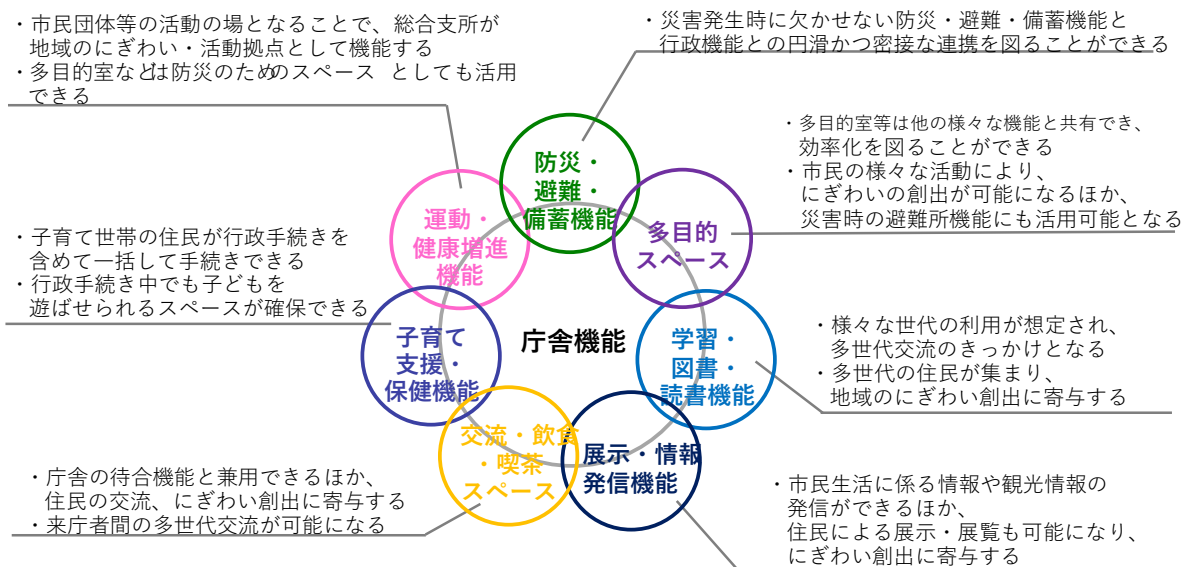 ・市民団体等の活動の場となることで、総合支所が
地域のにぎわい・活動拠点として機能する
・多目的室などは防災のためのスペース としても活用
できる
・災害発生時に欠かせない防災・避難・備蓄機能と
行政機能との円滑かつ密接な連携を図ることができる
・多目的室等は他の様々な機能と共有でき、
効率化を図ることができる
・市民の様々な活動により、
にぎわいの創出が可能になるほか、
災害時の避難所機能にも活用可能となる
防災・
避難・
備蓄機能
運動・
健康増進
機能
多目的
スペース
・子育て世帯の住民が行政手続きを
含めて一括して手続きできる
・行政手続き中でも子どもを
遊ばせられるスペースが確保できる
子育て
支援・
保健機能
庁舎機能
学習・
図書・
読書機能
・様々な世代の利用が想定され、
多世代交流のきっかけとなる
・多世代の住民が集まり、
地域のにぎわい創出に寄与する
交流・飲食
・喫茶
スペース
展示・情報
発信機能
・庁舎の待合機能と兼用できるほか、
住民の交流、にぎわい創出に寄与する
・来庁者間の多世代交流が可能になる
・市民生活に係る情報や観光情報の
発信ができるほか、
住民による展示・展覧も可能になり、
にぎわい創出に寄与する